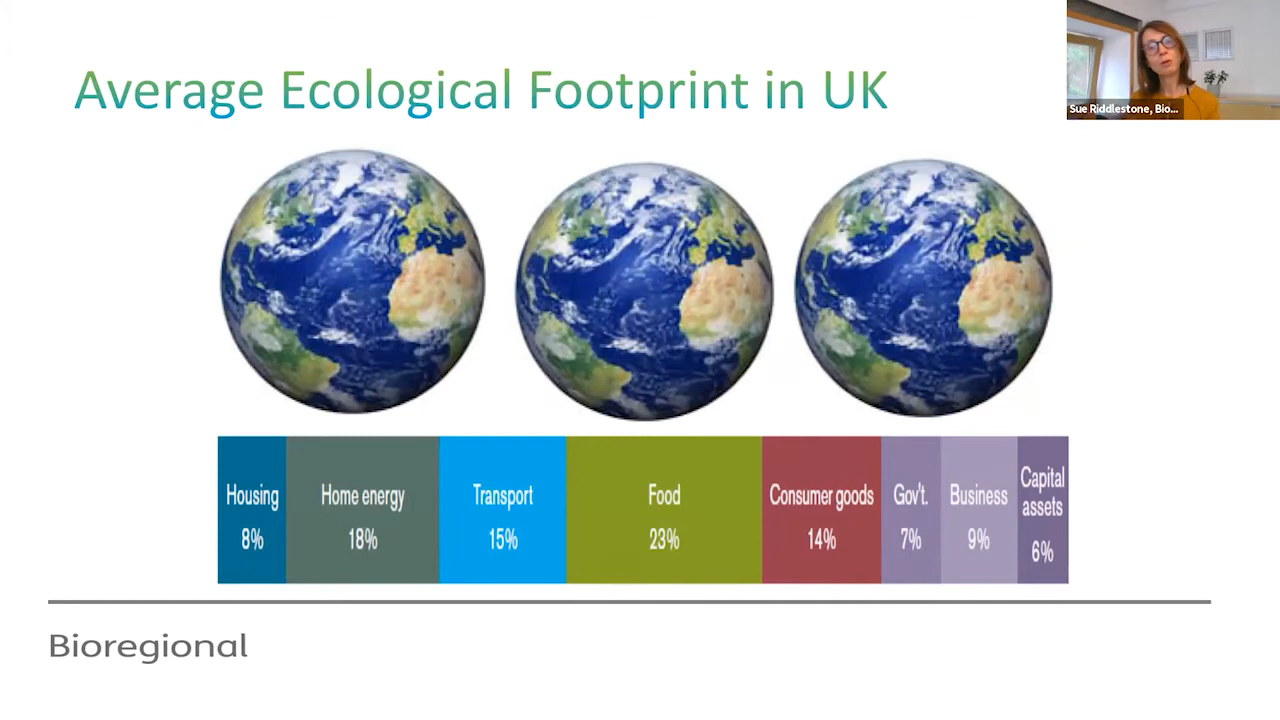 Average Ecological Footprint in UK
Sue Riddlestone, Bio...
Housing
8%
Home energy
18%
Transport
15%
Food
23%
Consumer goods
14%
Gov't.
7%
Business
9%
Capital
assets
6%
Bioregional